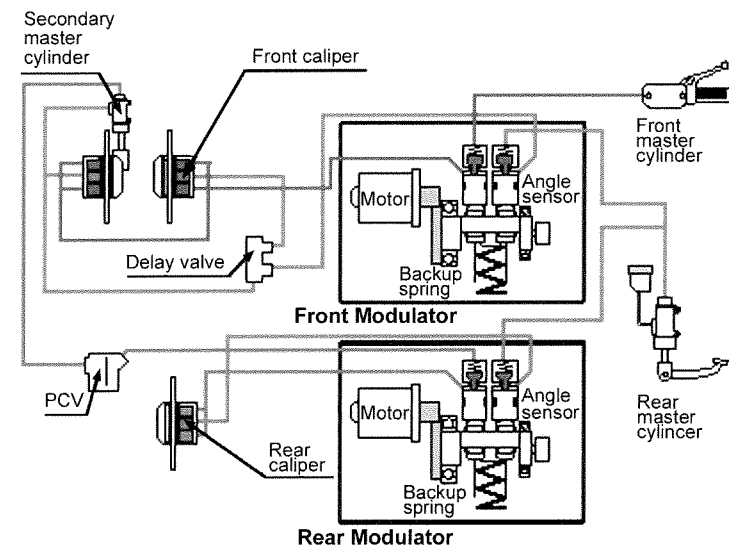 Secondary
master
cylinder
Front caliper
Front
master
cylinder
Motor
Angle
sensor
Delay valve
Backup
spring
Front Modulator
PCV
Motor
Angle
sensor
Rear
master
cylincer
Rear
caliper
Backup
spring
Rear Modulator